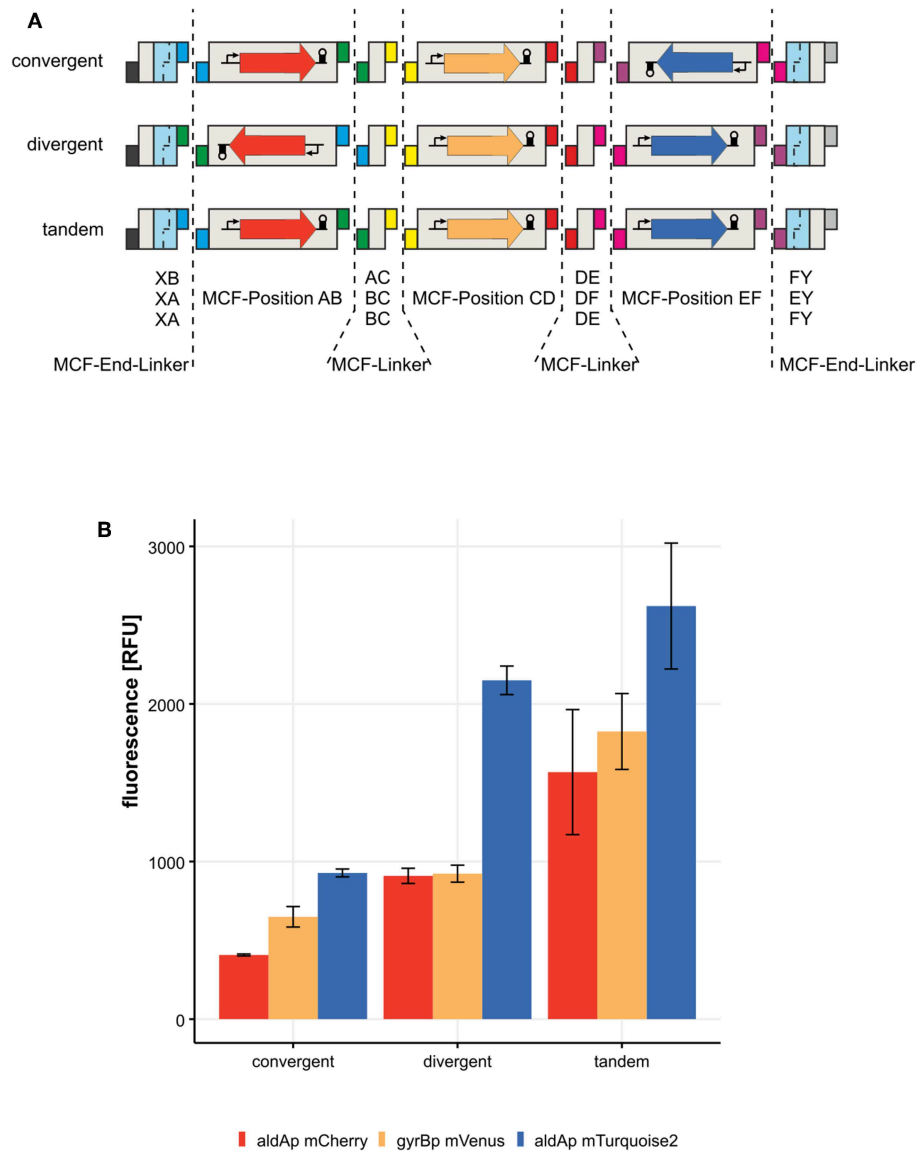 A
convergent
divergent
tandem
XB AC DE FY
XA MCF-Position AB BC MCF-Position CD DF MCF-Position EF EY
XA BC DE FY
MCF-End-Linker MCF-Linker MCF-Linker MCF-End-Linker
B
fluorescence [RFU]
3000
2000
1000
0
convergent divergent tandem
aldAp mCherry gyrBp mVenus aldAp mTurquoise2